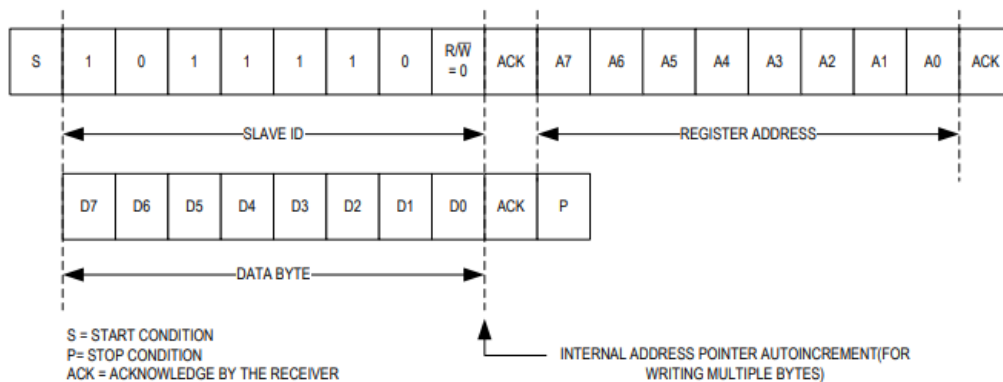 S 1 0 1 1 1 1 0 R/W̅ = 0 ACK A7 A6 A5 A4 A3 A2 A1 A0 ACK
SLAVE ID REGISTER ADDRESS
D7 D6 D5 D4 D3 D2 D1 D0 ACK P
DATA BYTE
S = START CONDITION
P= STOP CONDITION
ACK = ACKNOWLEDGE BY THE RECEIVER
INTERNAL ADDRESS POINTER AUTOINCREMENT(FOR
WRITING MULTIPLE BYTES)